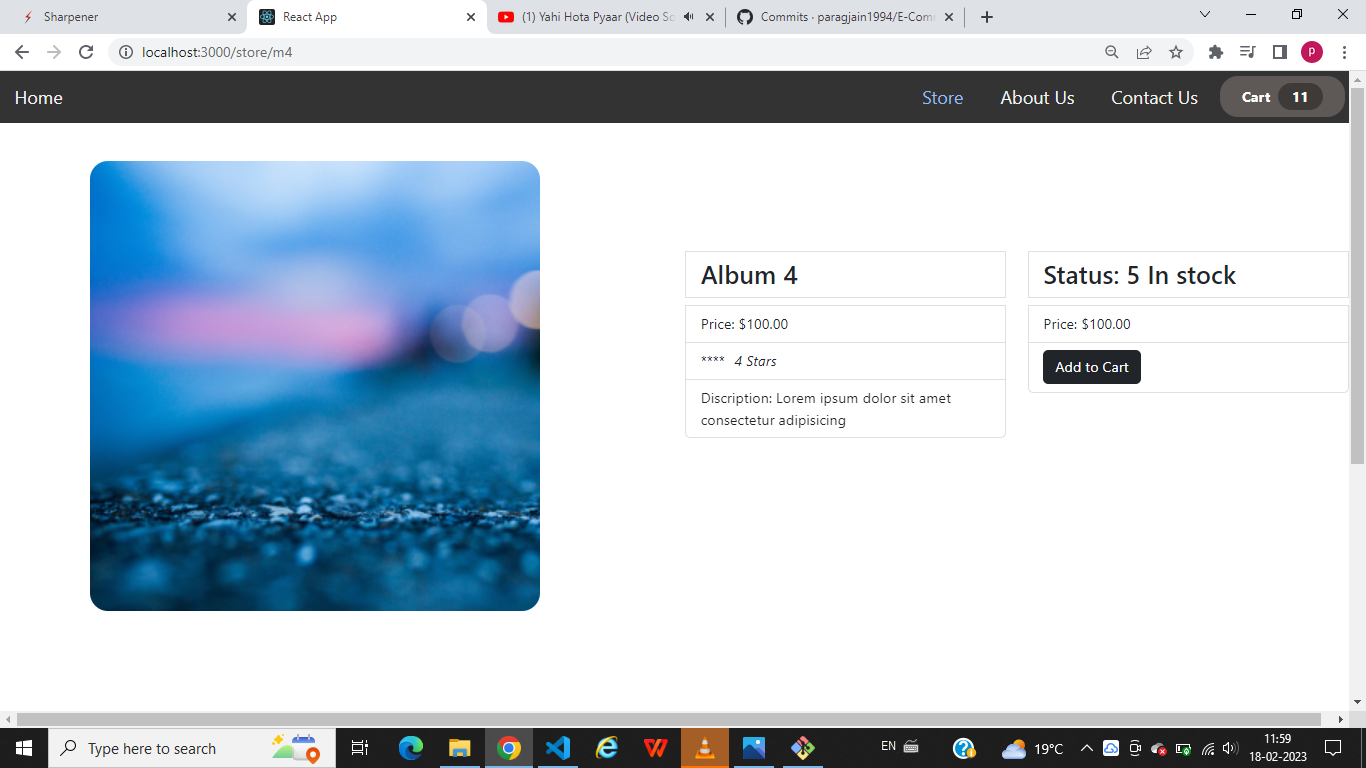 Sharpener
React App
(1) Yahi Hota Pyaar (Video So
Commits · paragjain1994/E-Com
localhost:3000/store/m4
P
Home
Store
About Us
Contact Us
Cart 11
Album 4
Price: $100.00
**** 4 Stars
Discription: Lorem ipsum dolor sit amet
consectetur adipisicing
Status: 5 In stock
Price: $100.00
Add to Cart
Type here to search
EN
19°C
11:59
18-02-2023